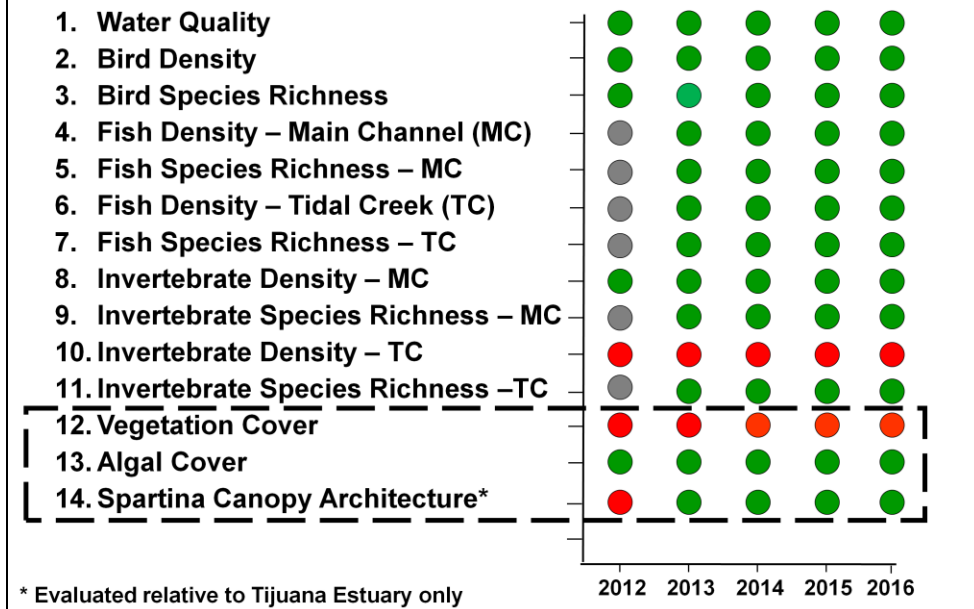 1. Water Quality
2. Bird Density
3. Bird Species Richness
4. Fish Density – Main Channel (MC)
5. Fish Species Richness – MC
6. Fish Density – Tidal Creek (TC)
7. Fish Species Richness – TC
8. Invertebrate Density – MC
9. Invertebrate Species Richness – MC
10. Invertebrate Density – TC
11. Invertebrate Species Richness –TC
12. Vegetation Cover
13. Algal Cover
14. Spartina Canopy Architecture*
2012 2013 2014 2015 2016
* Evaluated relative to Tijuana Estuary only